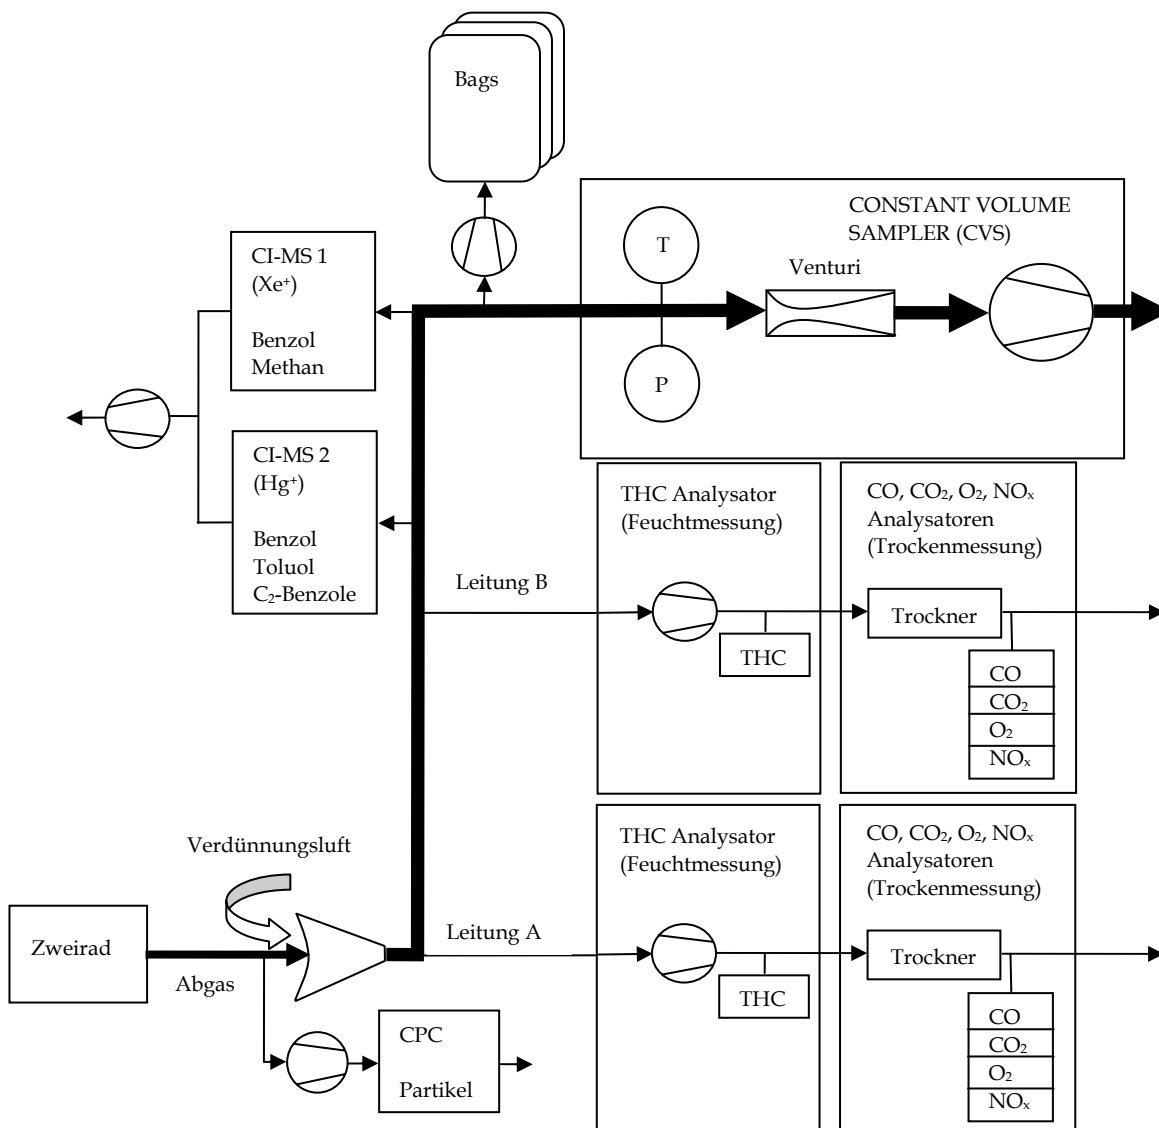 Bags
CONSTANT VOLUME
SAMPLER (CVS)
T
Venturi
P
CI-MS 1
(Xe⁺)
Benzol
Methan
CI-MS 2
(Hg⁺)
Benzol
Toluol
C₂-Benzole
THC Analysator
(Feuchtmessung)
CO, CO₂, O₂, NOₓ
Analysatoren
(Trockenmessung)
Leitung B
Trockner
THC
CO
CO₂
O₂
NOₓ
Verdünnungsluft
THC Analysator
(Feuchtmessung)
CO, CO₂, O₂, NOₓ
Analysatoren
(Trockenmessung)
Zweirad
Abgas
Leitung A
Trockner
THC
CO
CO₂
O₂
NOₓ
CPC
Partikel